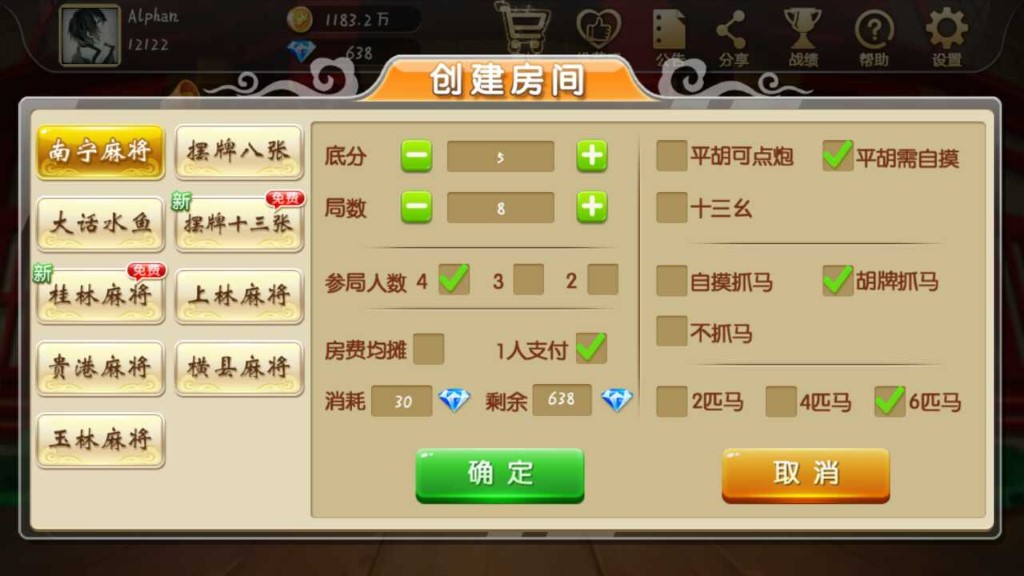 Alphan
12122
1183.2万
638
公告
分享
战绩
帮助
设置
创建房间
南宁麻将
摆牌八张
大话水鱼
新
摆牌十三张
免费
新
桂林麻将
免费
上林麻将
贵港麻将
横县麻将
玉林麻将
底分 5
局数 8
参局人数 4 3 2
房费均摊 1人支付
消耗 30 剩余 638
平胡可点炮 平胡需自摸
十三幺
自摸抓马 胡牌抓马
不抓马
2匹马 4匹马 6匹马
确定
取消